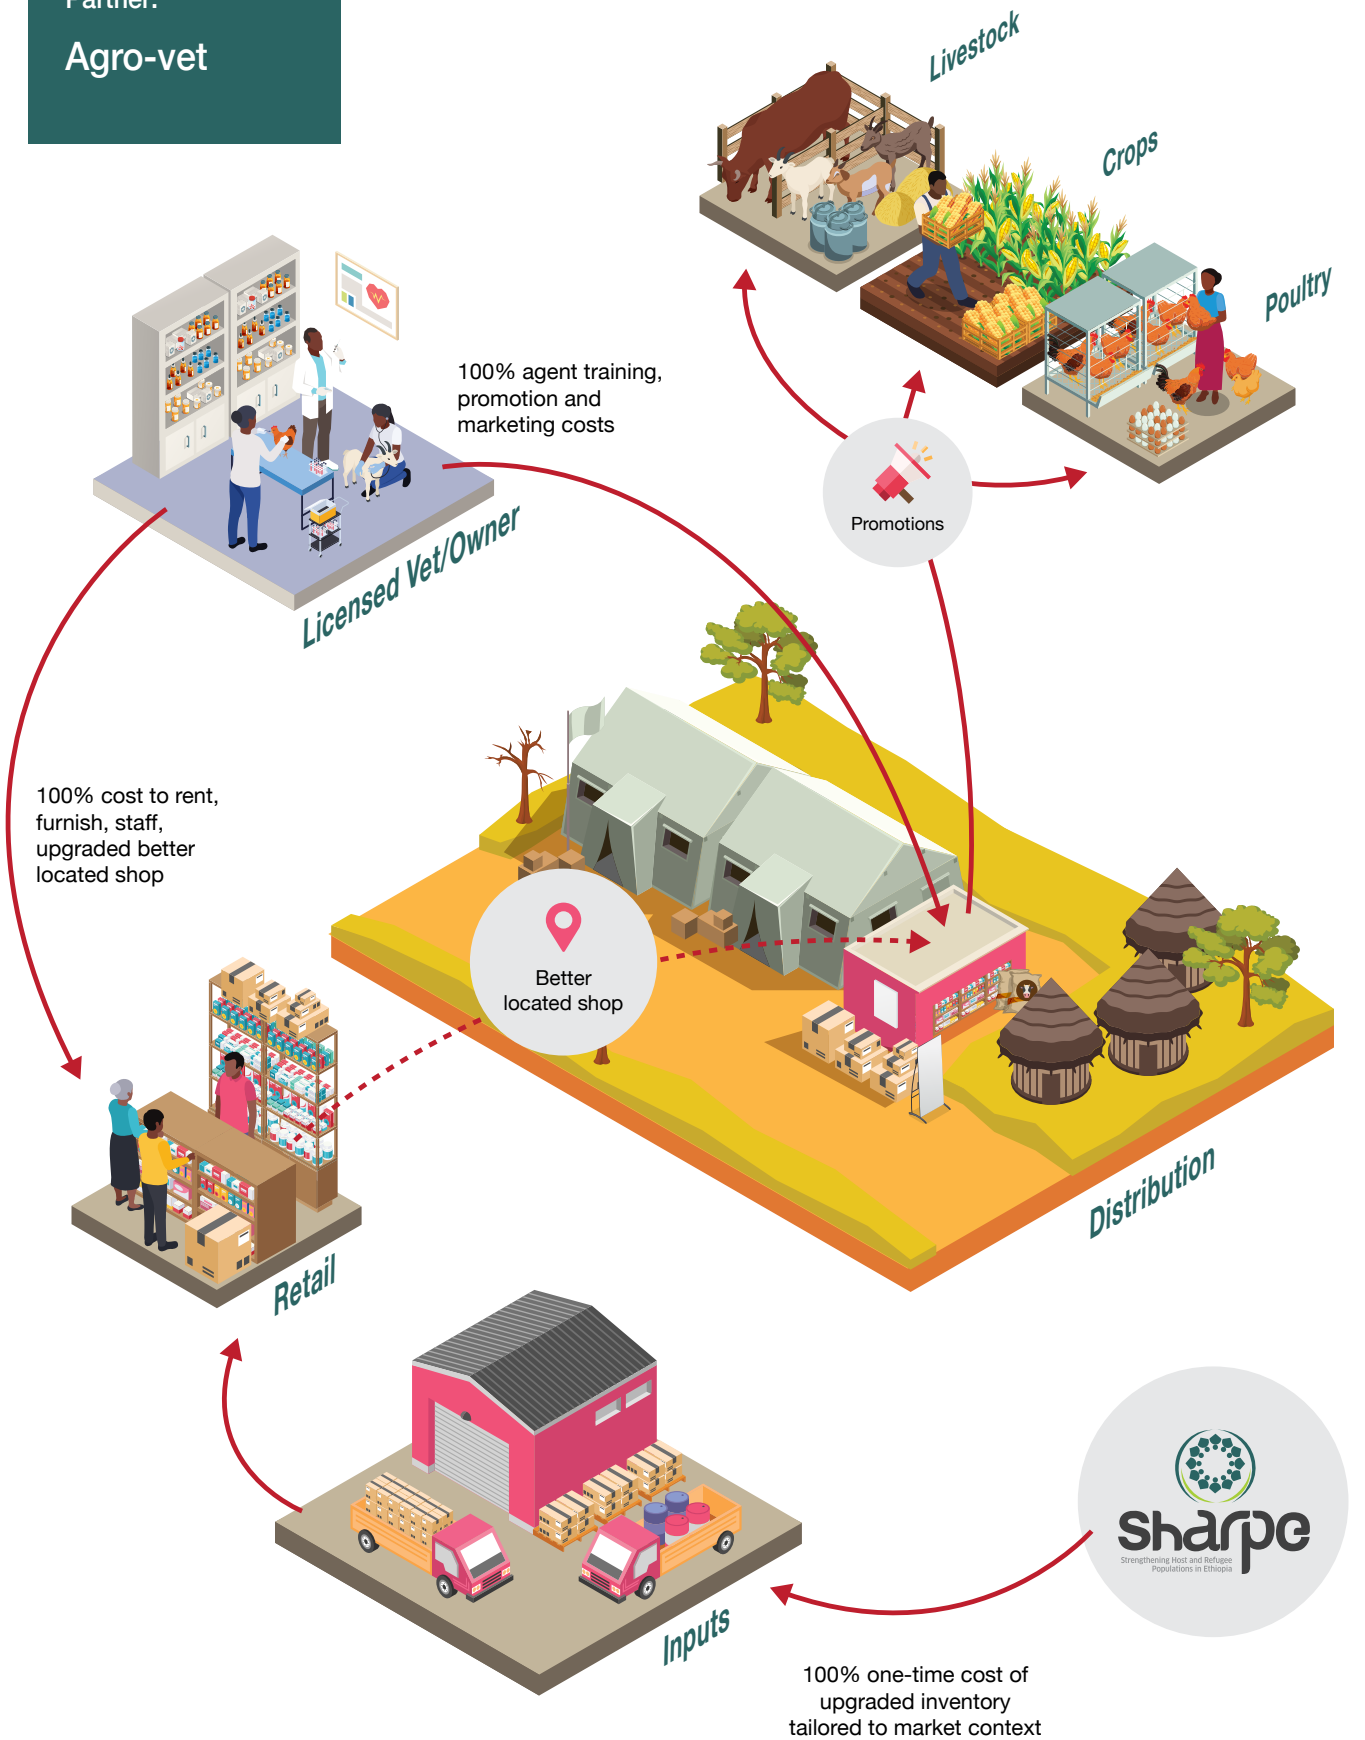 Partner:
Agro-vet
Livestock
Crops
Poultry
100% agent training,
promotion and
marketing costs
Promotions
Licensed Vet/Owner
100% cost to rent,
furnish, staff,
upgraded better
located shop
Better
located shop
Distribution
Retail
Inputs
sharpe
Strengthening Host and Refugee
Populations in Ethiopia
100% one-time cost of
upgraded inventory
tailored to market context